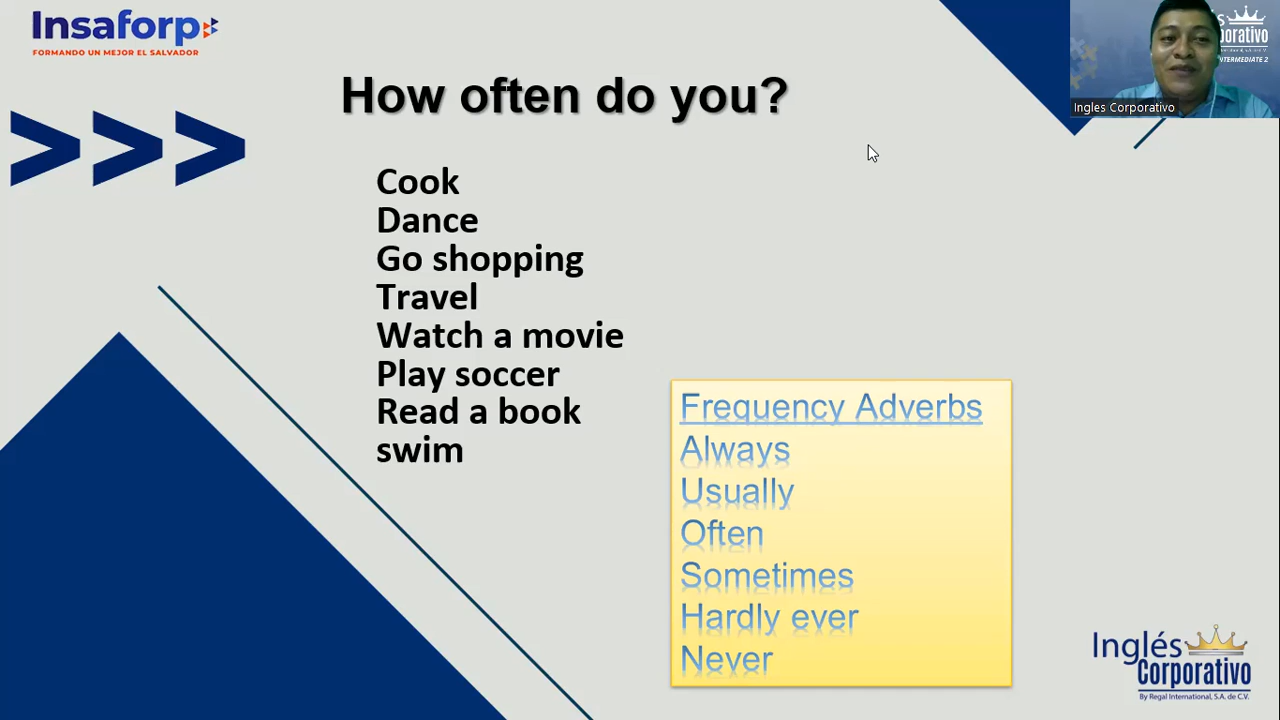 Insaforp
FORMANDO UN MEJOR EL SALVADOR
How often do you?
Cook
Dance
Go shopping
Travel
Watch a movie
Play soccer
Read a book
swim
Frequency Adverbs
Always
Usually
Often
Sometimes
Hardly ever
Never
Ingles Corporativo
Inglés
Corporativo
By Regal International, S.A. de C.V.